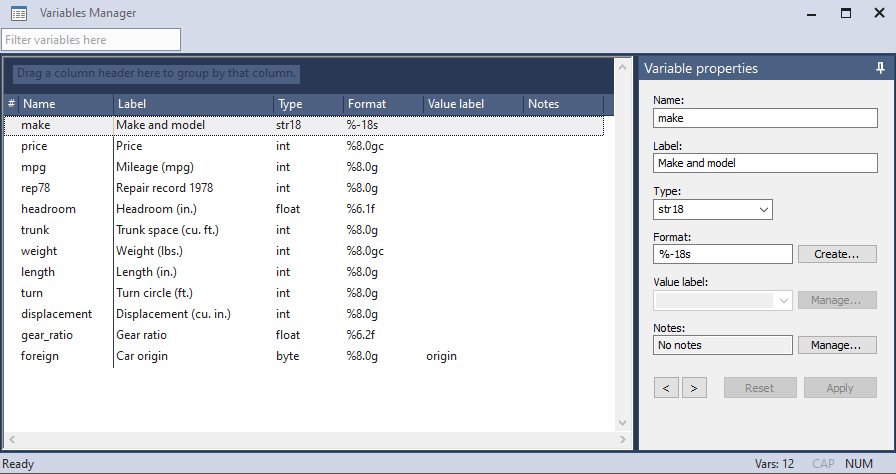 Variables Manager
Filter variables here
Drag a column header here to group by that column.
# Name Label Type Format Value label Notes
make Make and model str18 %-18s
price Price int %8.0gc
mpg Mileage (mpg) int %8.0g
rep78 Repair record 1978 int %8.0g
headroom Headroom (in.) float %6.1f
trunk Trunk space (cu. ft.) int %8.0g
weight Weight (lbs.) int %8.0gc
length Length (in.) int %8.0g
turn Turn circle (ft.) int %8.0g
displacement Displacement (cu. in.) int %8.0g
gear_ratio Gear ratio float %6.2f
foreign Car origin byte %8.0g origin
Variable properties
Name:
make
Label:
Make and model
Type:
str18
Format:
%-18s Create...
Value label:
Manage...
Notes:
No notes Manage...
< > Reset Apply
Ready Vars: 12 CAP NUM